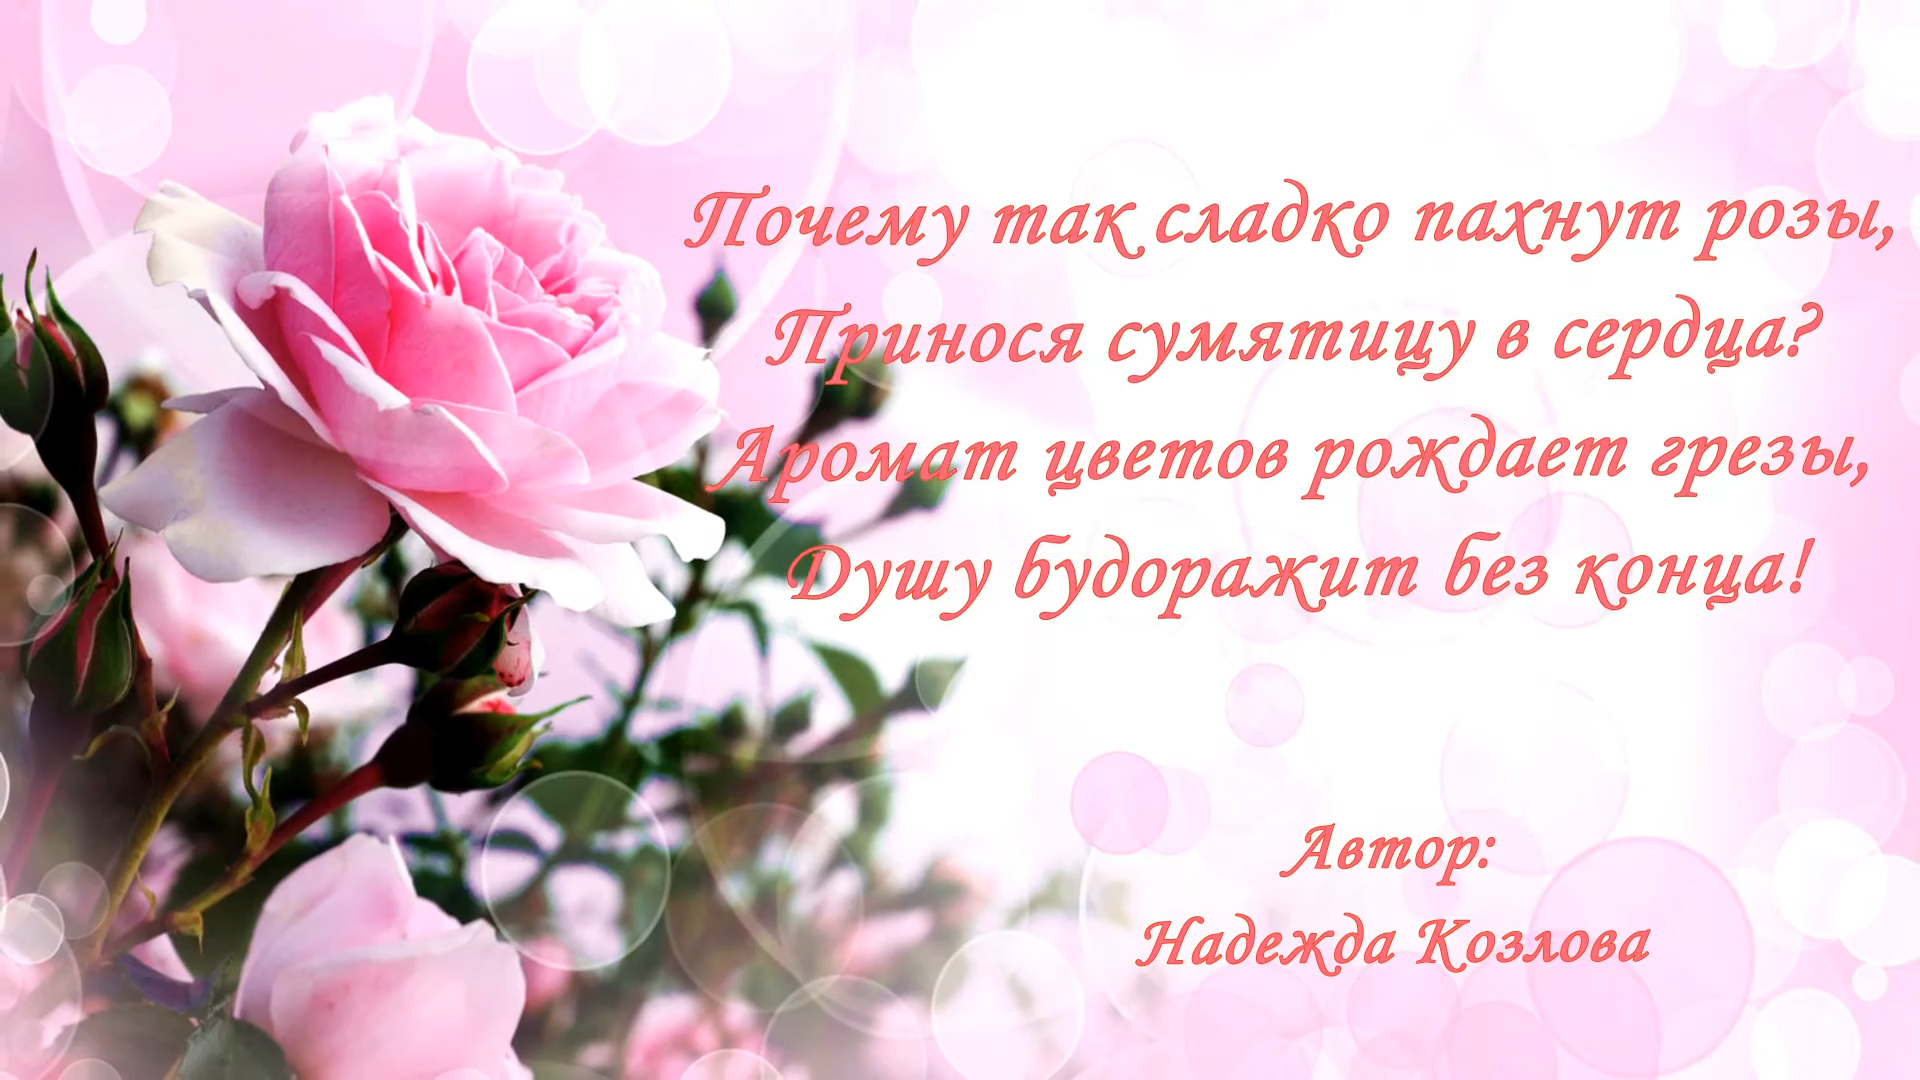 Почему так сладко пахнут розы,
Принося сумятицу в сердца?
Аромат цветов рождает грезы,
Душу будоражит без конца!
Автор:
Надежда Козлова